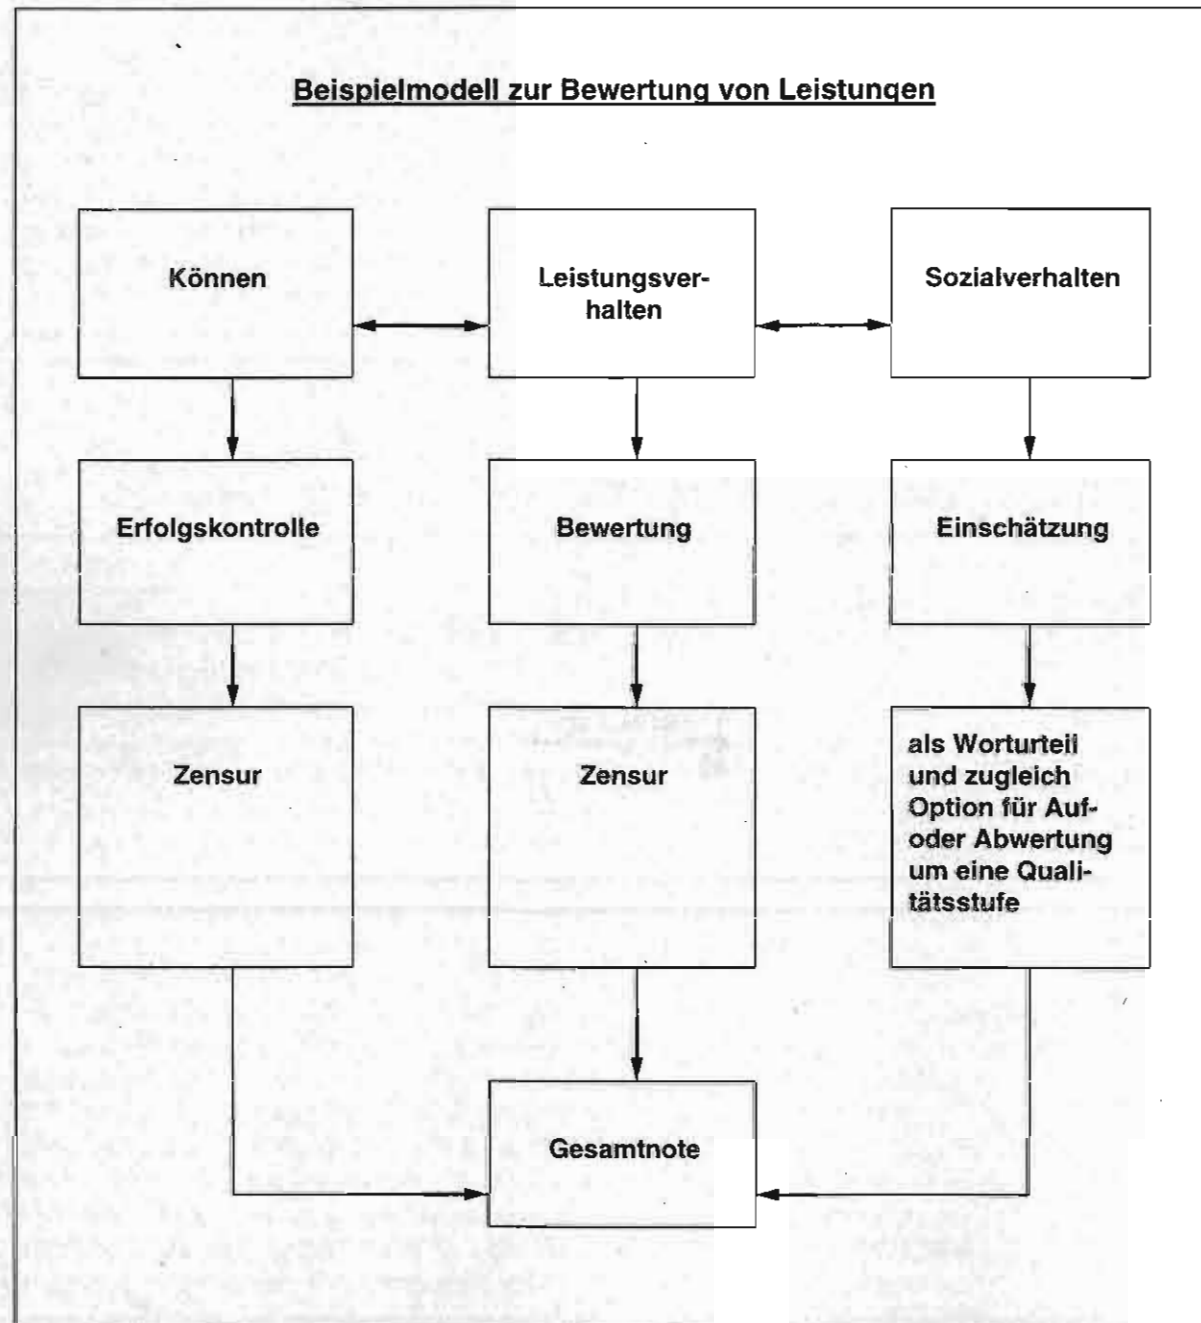 Beispielmodell zur Bewertung von Leistungen
Können
Leistungsver-
halten
Sozialverhalten
Erfolgskontrolle
Bewertung
Einschätzung
Zensur
Zensur
als Worturteil
und zugleich
Option für Auf-
oder Abwertung
um eine Quali-
tätsstufe
Gesamtnote